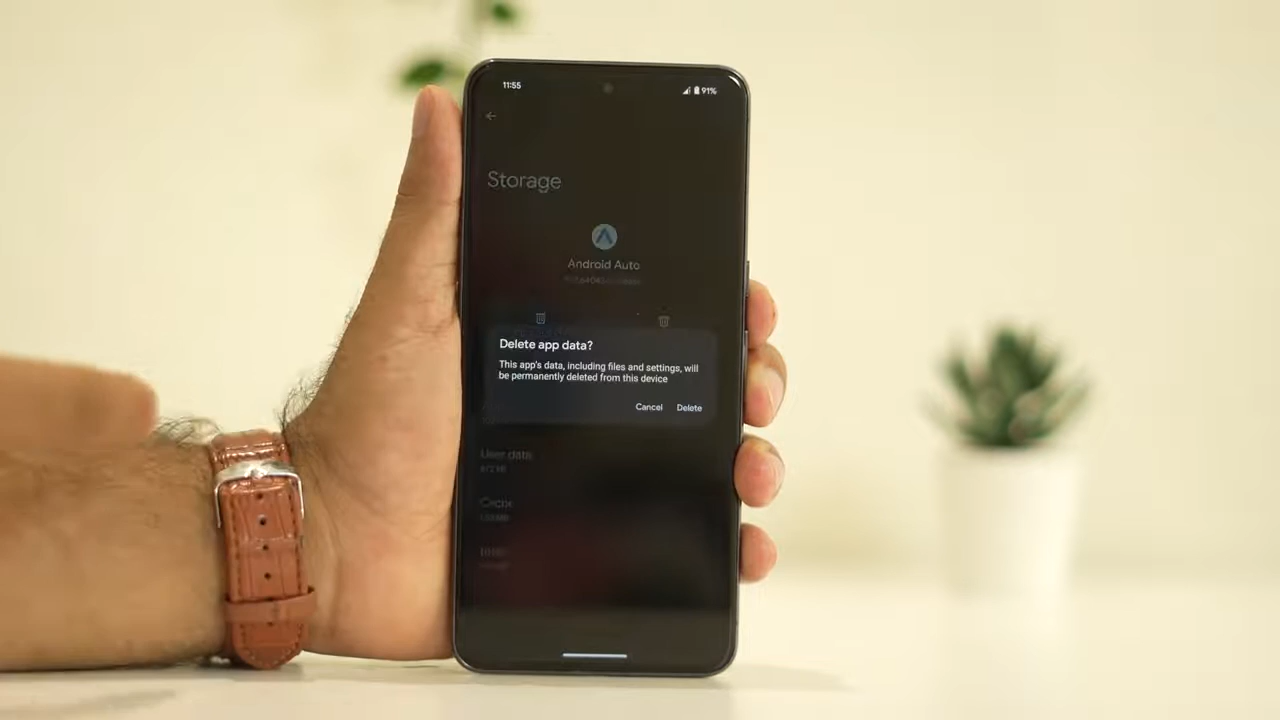 11:55
91%
Storage
Android Auto
Delete app data?
This app's data, including files and settings, will
be permanently deleted from this device
Cancel
Delete
User data